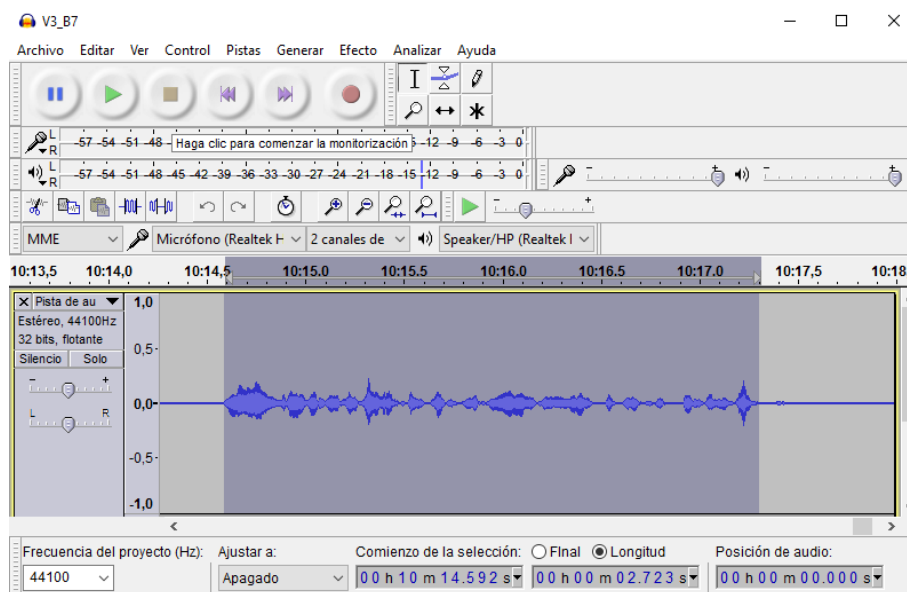 V3_B7
Archivo Editar Ver Control Pistas Generar Efecto Analizar Ayuda
L
R
-57 -54 -51 -48 Haga clic para comenzar la monitorización -12 -9 -6 -3 0
L
R
-57 -54 -51 -48 -45 -42 -39 -36 -33 -30 -27 -24 -21 -18 -15 -12 -9 -6 -3 0
- +
- +
- +
MME Micrófono (Realtek H 2 canales de Speaker/HP (Realtek I
10:13,5 10:14,0 10:14,5 10:15.0 10:15.5 10:16.0 10:16.5 10:17.0 10:17,5 10:18
Pista de au 1,0
Estéreo, 44100Hz
32 bits, flotante
0,5-
Silencio Solo
- +
L R
0,0-
-0,5-
-1,0
Frecuencia del proyecto (Hz): Ajustar a: Comienzo de la selección: FInal Longitud Posición de audio:
44100 Apagado 00 h 10 m 14.592 s 00 h 00 m 02.723 s 00 h 00 m 00.000 s